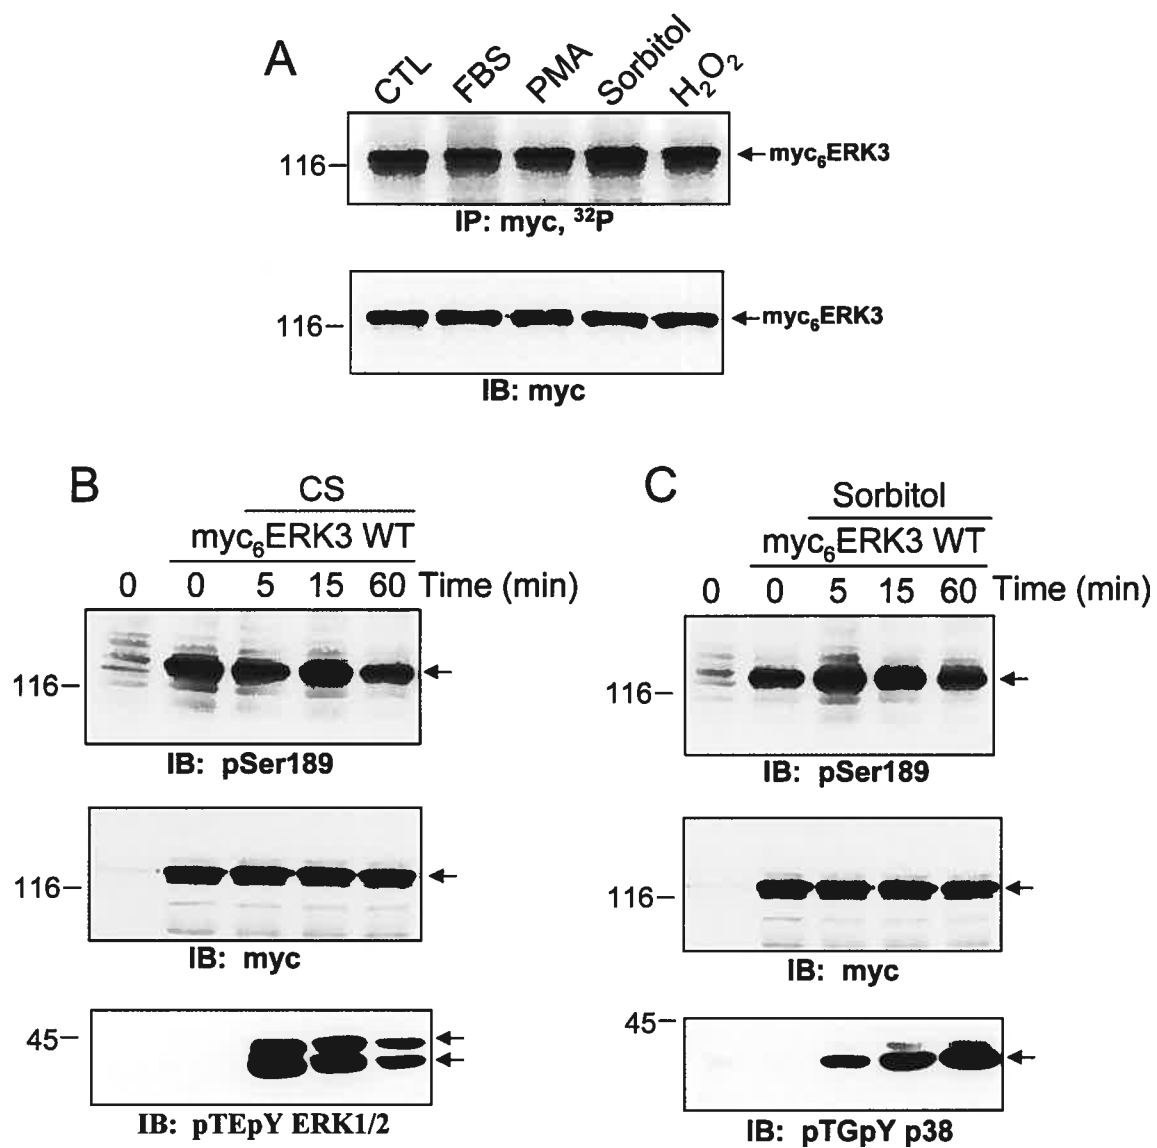 A
CTL FBS PMA Sorbitol H₂O₂
116
myc₆ERK3
IP: myc, ³²P
116
myc₆ERK3
IB: myc
B
CS
myc₆ERK3 WT
0 0 5 15 60 Time (min)
116
IB: pSer189
116
IB: myc
45
IB: pTEpY ERK1/2
C
Sorbitol
myc₆ERK3 WT
0 0 5 15 60 Time (min)
116
IB: pSer189
116
IB: myc
45
IB: pTGpY p38